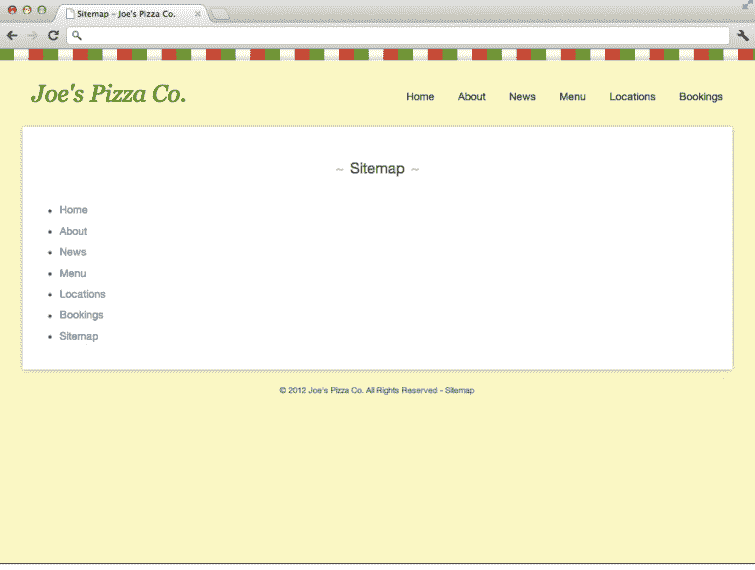 Sitemap – Joe's Pizza Co.
Joe's Pizza Co.
Home About News Menu Locations Bookings
~ Sitemap ~
Home
About
News
Menu
Locations
Bookings
Sitemap
© 2012 Joe's Pizza Co. All Rights Reserved - Sitemap